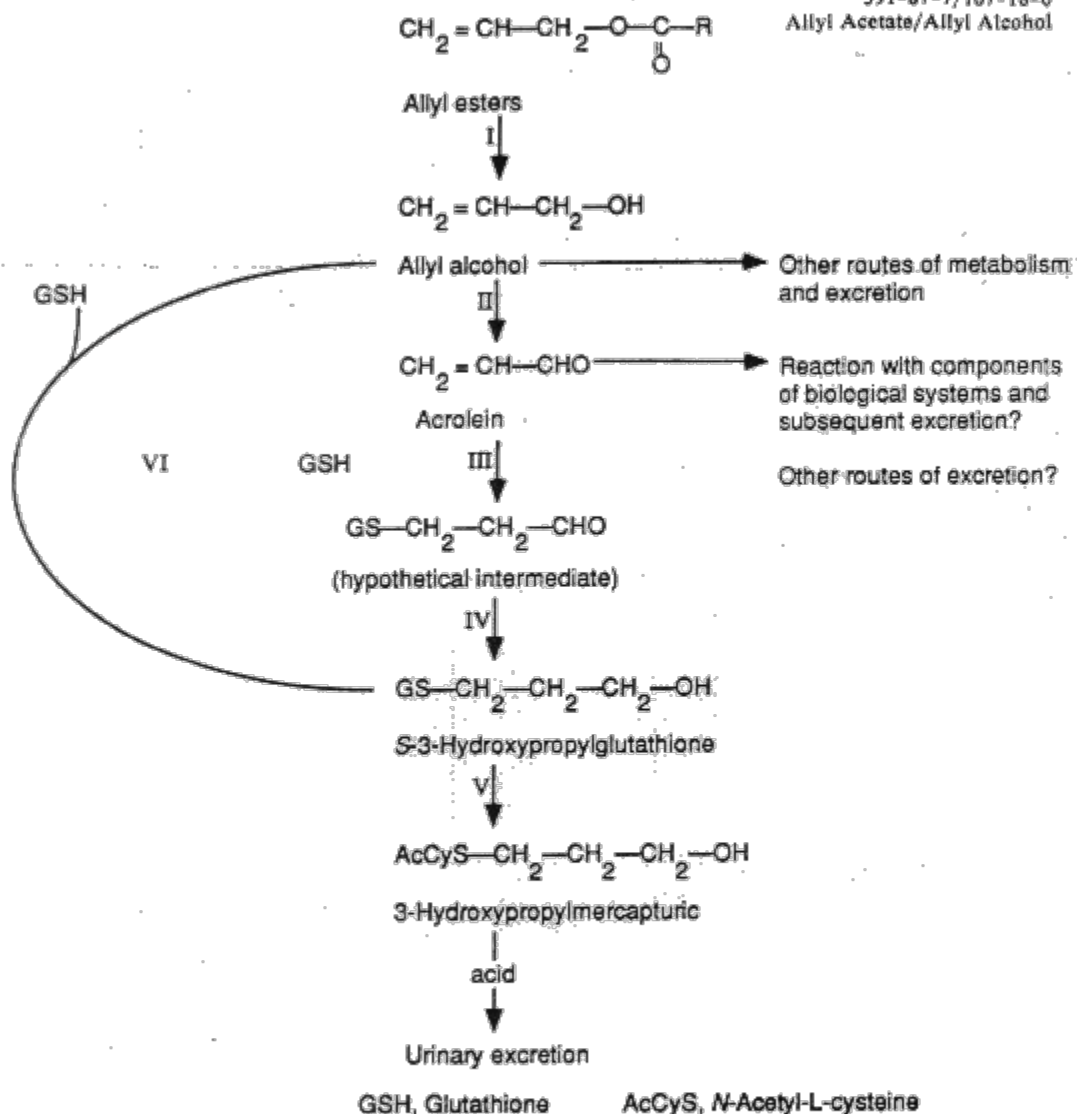 Allyl Acetate/Allyl Alcohol
CH2=CH—CH2—O—C—R
O
Allyl esters
I
CH2=CH—CH2—OH
Allyl alcohol
Other routes of metabolism
and excretion
GSH
II
CH2=CH—CHO
Reaction with components
of biological systems and
subsequent excretion?
Acrolein
VI
GSH
III
Other routes of excretion?
GS—CH2—CH2—CHO
(hypothetical intermediate)
IV
GS—CH2—CH2—CH2—OH
S-3-Hydroxypropylglutathione
V
AcCyS—CH2—CH2—CH2—OH
3-Hydroxypropylmercapturic
acid
Urinary excretion
GSH, Glutathione AcCyS, N-Acetyl-L-cysteine